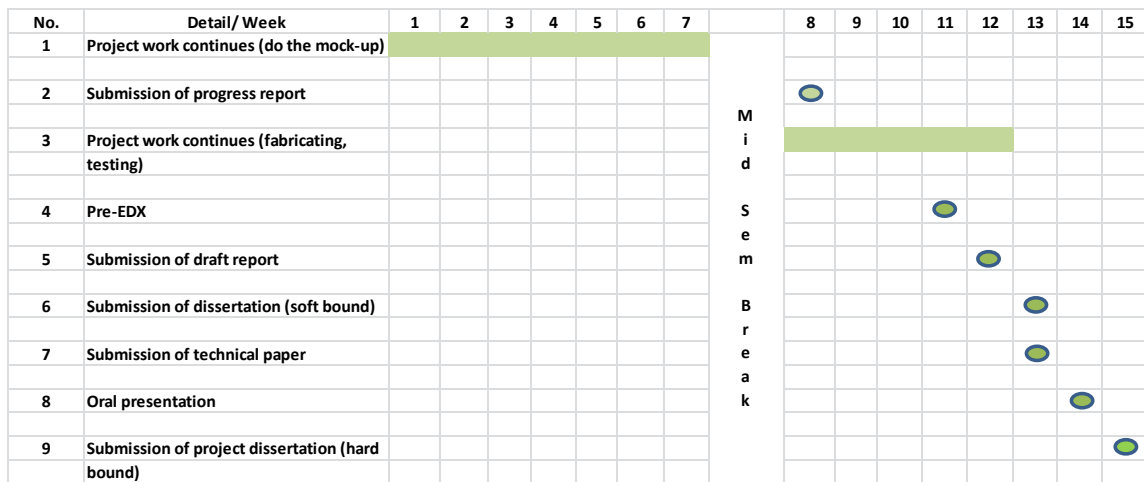 No. Detail/ Week 1 2 3 4 5 6 7 8 9 10 11 12 13 14 15
1 Project work continues (do the mock-up)
2 Submission of progress report
M
3 Project work continues (fabricating, i
testing) d
4 Pre-EDX S
e
5 Submission of draft report m
6 Submission of dissertation (soft bound) B
r
7 Submission of technical paper e
a
8 Oral presentation k
9 Submission of project dissertation (hard
bound)